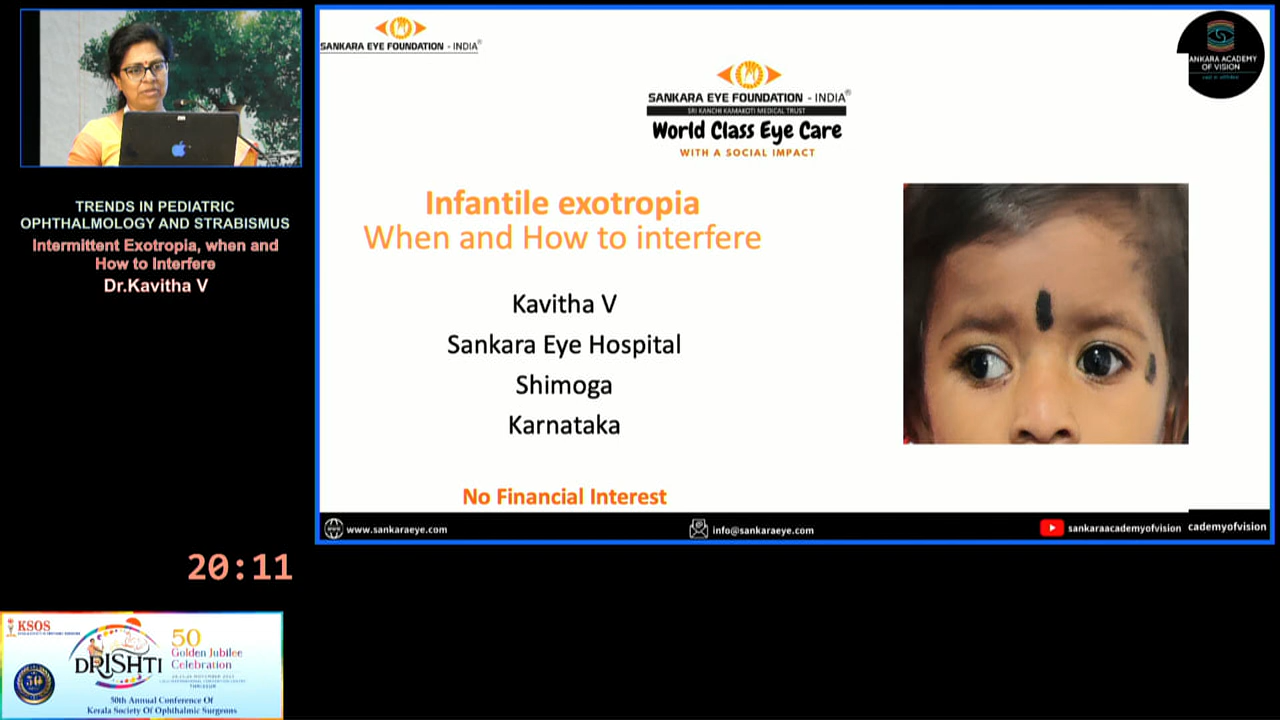 TRENDS IN PEDIATRIC
OPHTHALMOLOGY AND STRABISMUS
Intermittent Exotropia, when and
How to Interfere
Dr.Kavitha V
20:11
KSOS
DRISHTI
50
Golden Jubilee
Celebration
THRISSUR
50th Annual Conference Of
Kerala Society Of Ophthalmic Surgeons
SANKARA EYE FOUNDATION - INDIA®
ANKARA ACADEMY
OF VISION
SANKARA EYE FOUNDATION - INDIA®
SRI KANCHI KAMAKOTI MEDICAL TRUST
World Class Eye Care
WITH A SOCIAL IMPACT
Infantile exotropia
When and How to interfere
Kavitha V
Sankara Eye Hospital
Shimoga
Karnataka
No Financial Interest
www.sankaraeye.com
info@sankaraeye.com
sankaraacademyofvision
cademyofvision